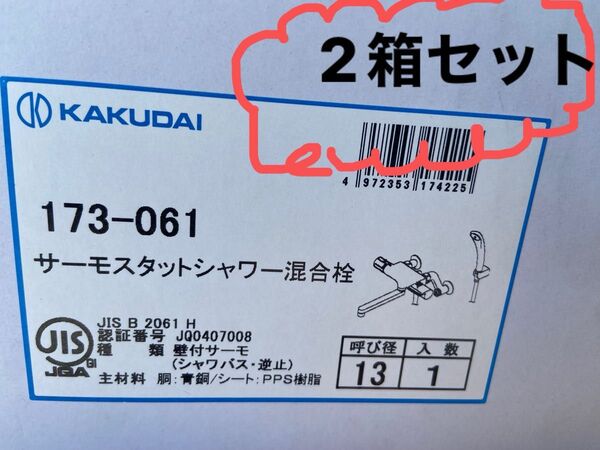 2箱セット
KAKUDAI
4 972353 174225
173-061
サーモスタットシャワー混合栓
JIS B 2061 H
認証番号 JQ0407008
種 類 壁付サーモ
(シャワバス・逆止)
主材料 胴:青銅/シート:PPS樹脂
JIS
JQA
呼び径 入数
13 1